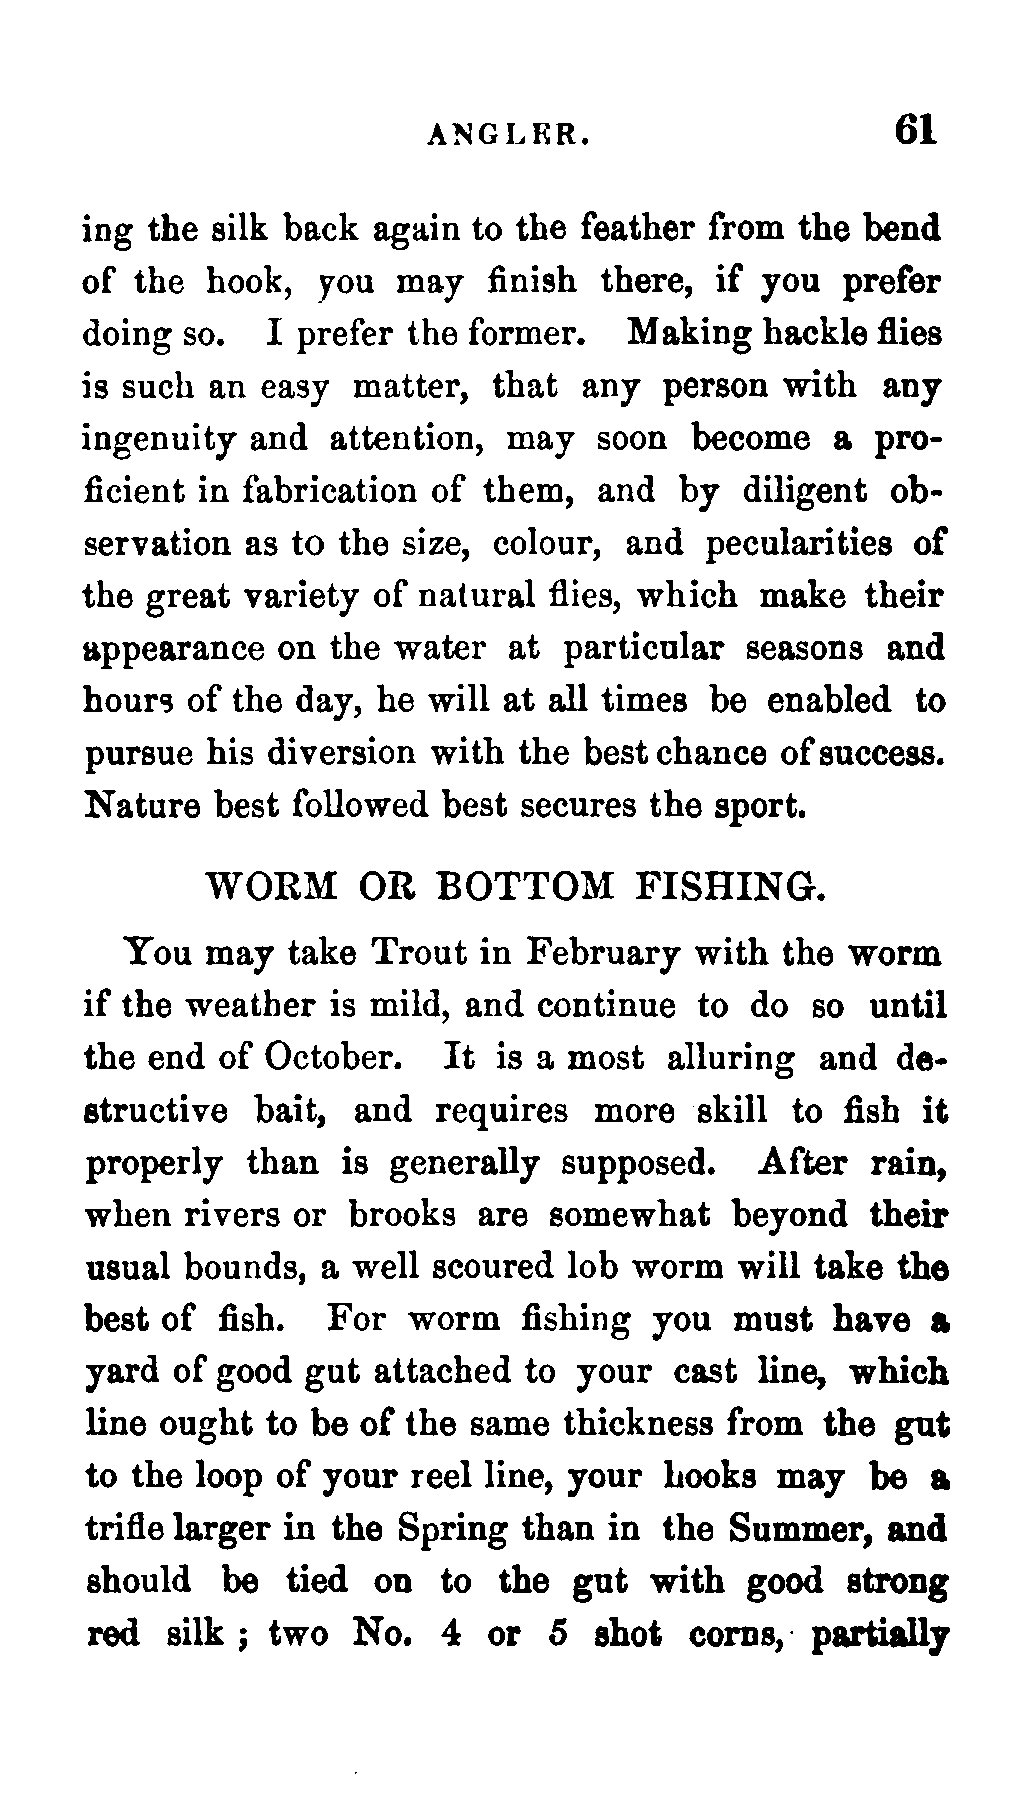 ANGLER. 61
ing the silk back again to the feather from the bend
of the hook, you may finish there, if you prefer
doing so. I prefer the former. Making hackle flies
is such an easy matter, that any person with any
ingenuity and attention, may soon become a pro-
ficient in fabrication of them, and by diligent ob-
servation as to the size, colour, and pecularities of
the great variety of natural flies, which make their
appearance on the water at particular seasons and
hours of the day, he will at all times be enabled to
pursue his diversion with the best chance of success.
Nature best followed best secures the sport.
WORM OR BOTTOM FISHING.
You may take Trout in February with the worm
if the weather is mild, and continue to do so until
the end of October. It is a most alluring and de-
structive bait, and requires more skill to fish it
properly than is generally supposed. After rain,
when rivers or brooks are somewhat beyond their
usual bounds, a well scoured lob worm will take the
best of fish. For worm fishing you must have a
yard of good gut attached to your cast line, which
line ought to be of the same thickness from the gut
to the loop of your reel line, your hooks may be a
trifle larger in the Spring than in the Summer, and
should be tied on to the gut with good strong
red silk ; two No. 4 or 5 shot corns, partially